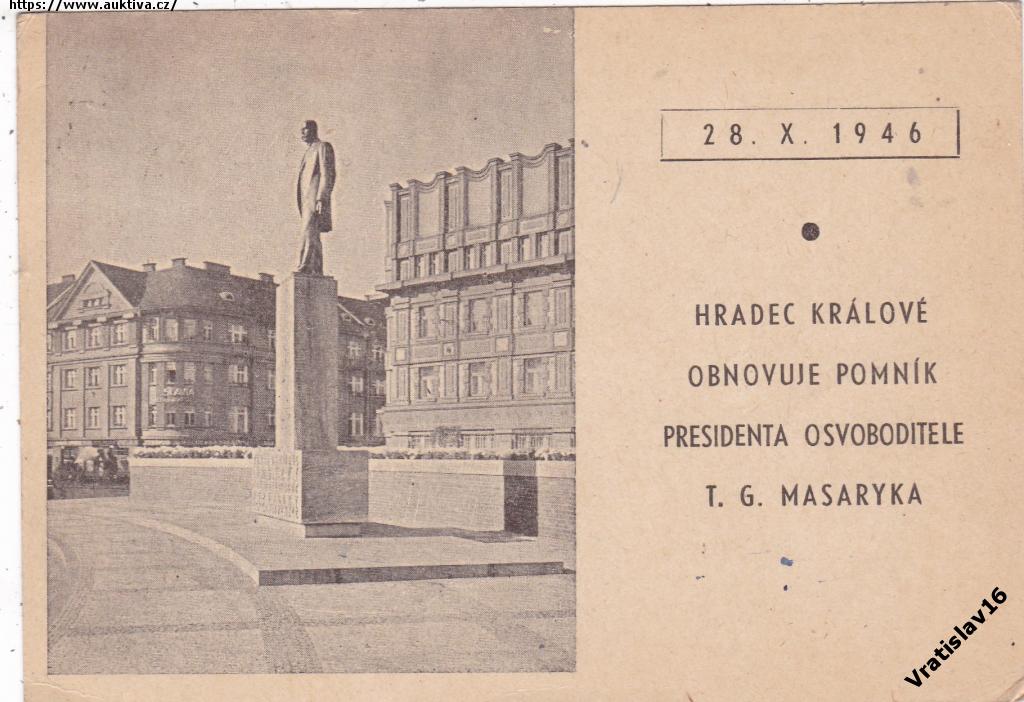 https://www.auktiva.cz/
28. X. 1946
HRADEC KRÁLOVÉ
OBNOVUJE POMNÍK
PRESIDENTA OSVOBODITELE
T. G. MASARYKA
Vratislav16